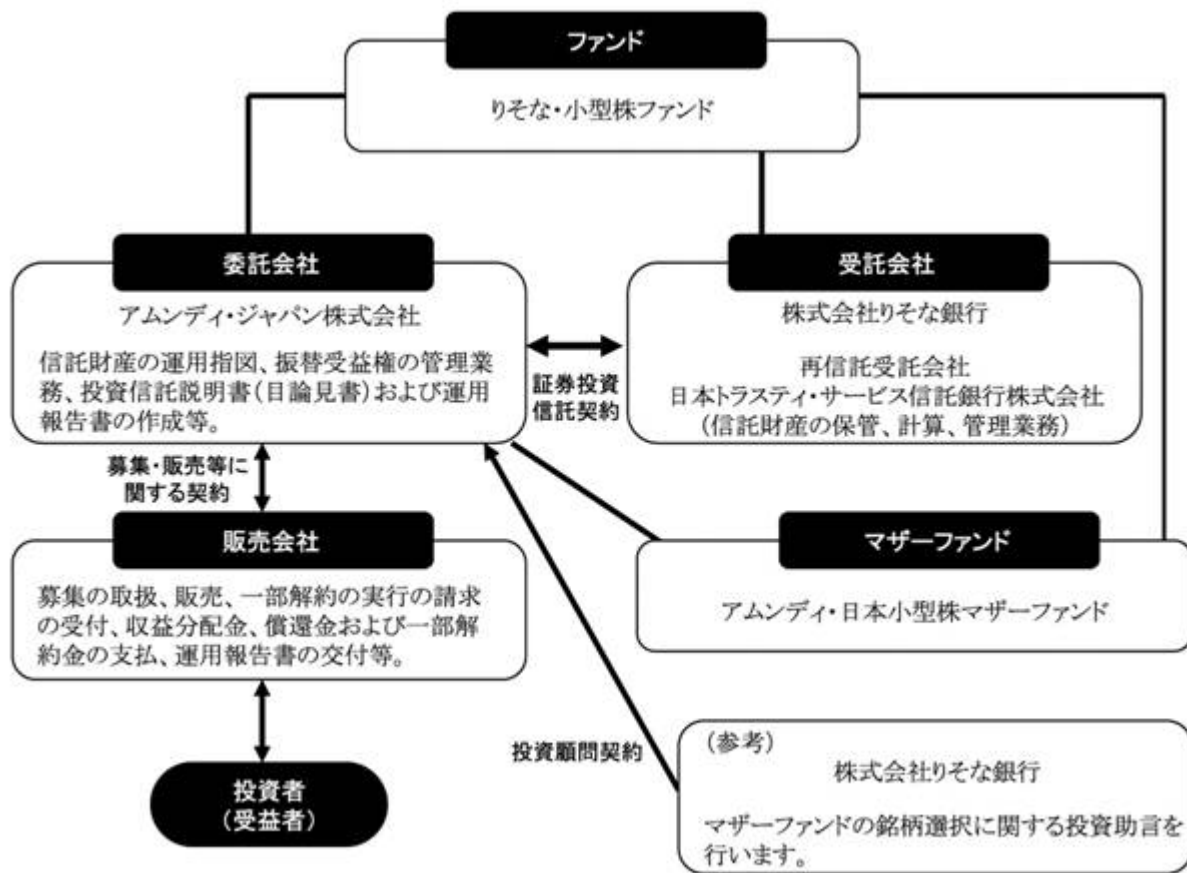 ファンド
りそな・小型株ファンド
委託会社
アムンディ・ジャパン株式会社
信託財産の運用指図、振替受益権の管理業
務、投資信託説明書(目論見書)および運用
報告書の作成等。
証券投資
信託契約
受託会社
株式会社りそな銀行
再信託受託会社
日本トラスティ・サービス信託銀行株式会社
(信託財産の保管、計算、管理業務)
募集・販売等に
関する契約
販売会社
募集の取扱、販売、一部解約の実行の請求
の受付、収益分配金、償還金および一部解
約金の支払、運用報告書の交付等。
マザーファンド
アムンディ・日本小型株マザーファンド
投資者
(受益者)
投資顧問契約
(参考)
株式会社りそな銀行
マザーファンドの銘柄選択に関する投資助言を
行います。